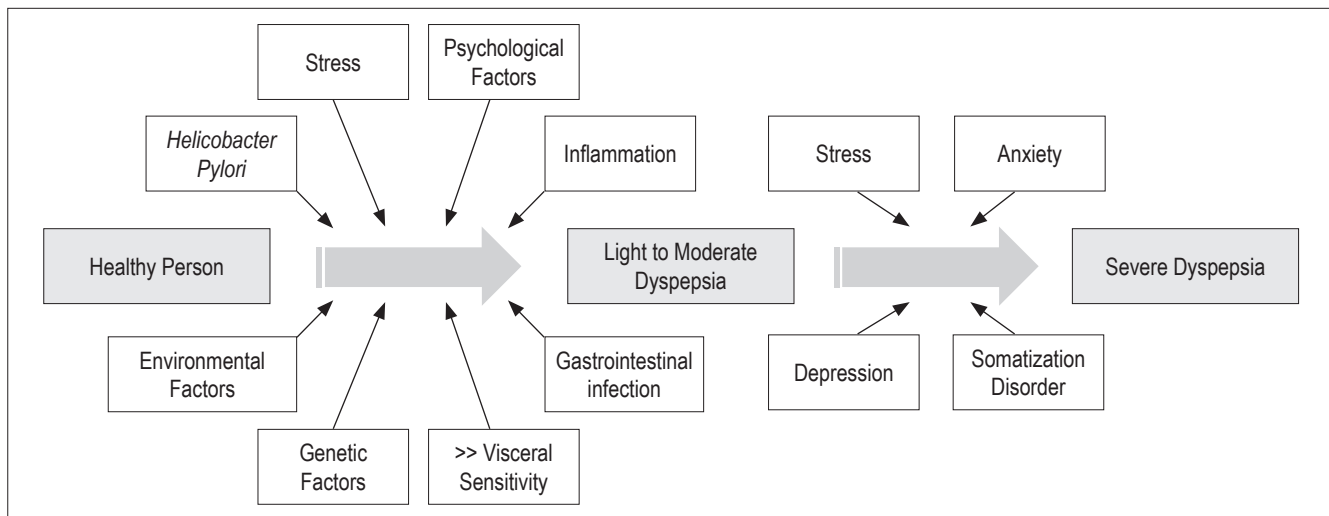 Stress
Psychological
Factors
Helicobacter
Pylori
Inflammation
Stress
Anxiety
Healthy Person
Light to Moderate
Dyspepsia
Severe Dyspepsia
Environmental
Factors
Gastrointestinal
infection
Depression
Somatization
Disorder
Genetic
Factors
>> Visceral
Sensitivity